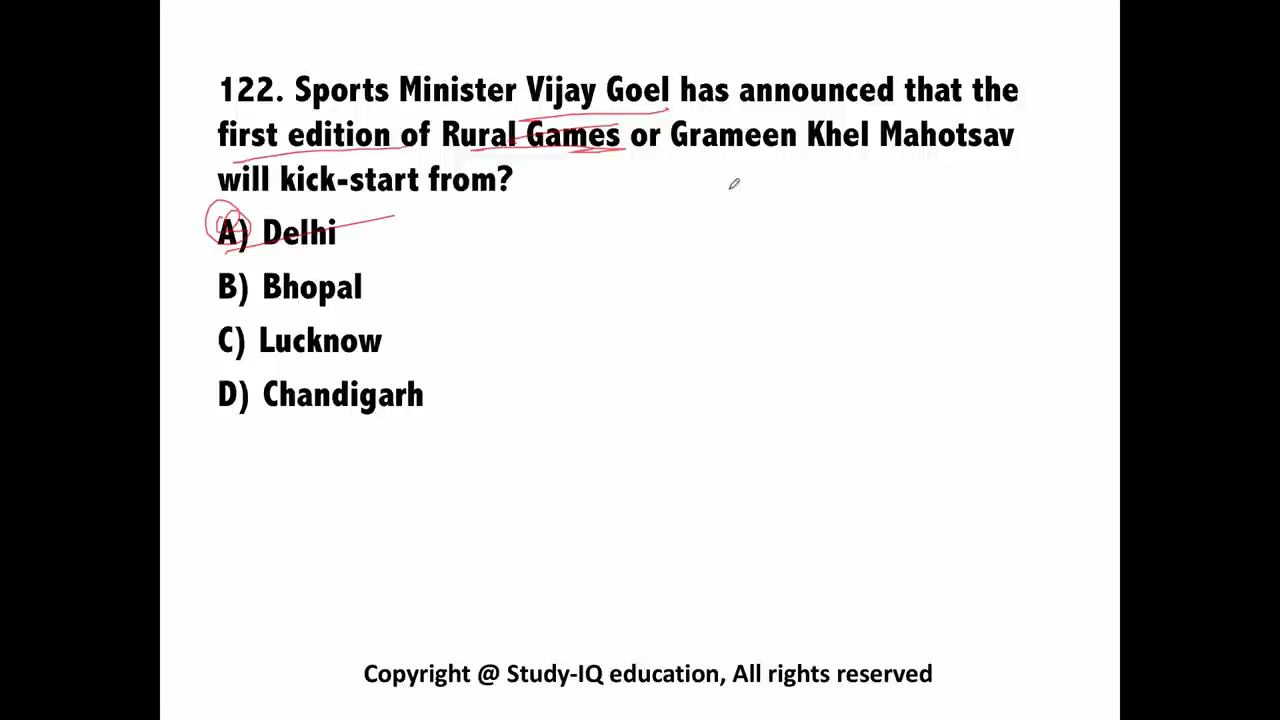 122. Sports Minister Vijay Goel has announced that the
first edition of Rural Games or Grameen Khel Mahotsav
will kick-start from?
A) Delhi
B) Bhopal
C) Lucknow
D) Chandigarh
Copyright @ Study-IQ education, All rights reserved